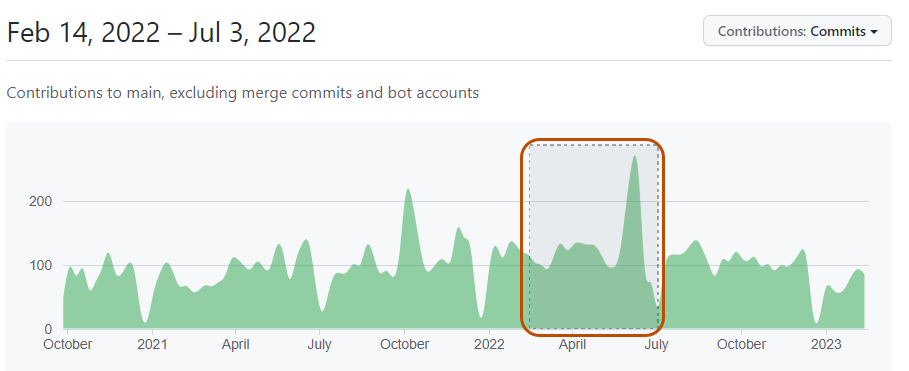 Feb 14, 2022 – Jul 3, 2022
Contributions: Commits
Contributions to main, excluding merge commits and bot accounts
200
100
0
October 2021 April July October 2022 April July October 2023